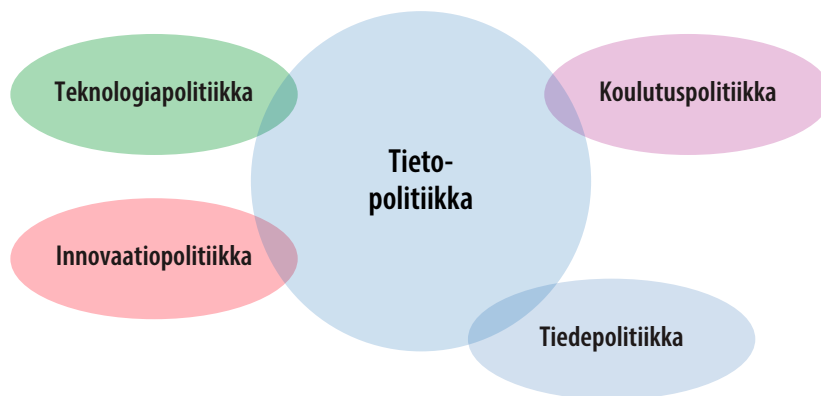 Teknologiapolitiikka
Koulutuspolitiikka
Tieto-
politiikka
Innovaatiopolitiikka
Tiedepolitiikka